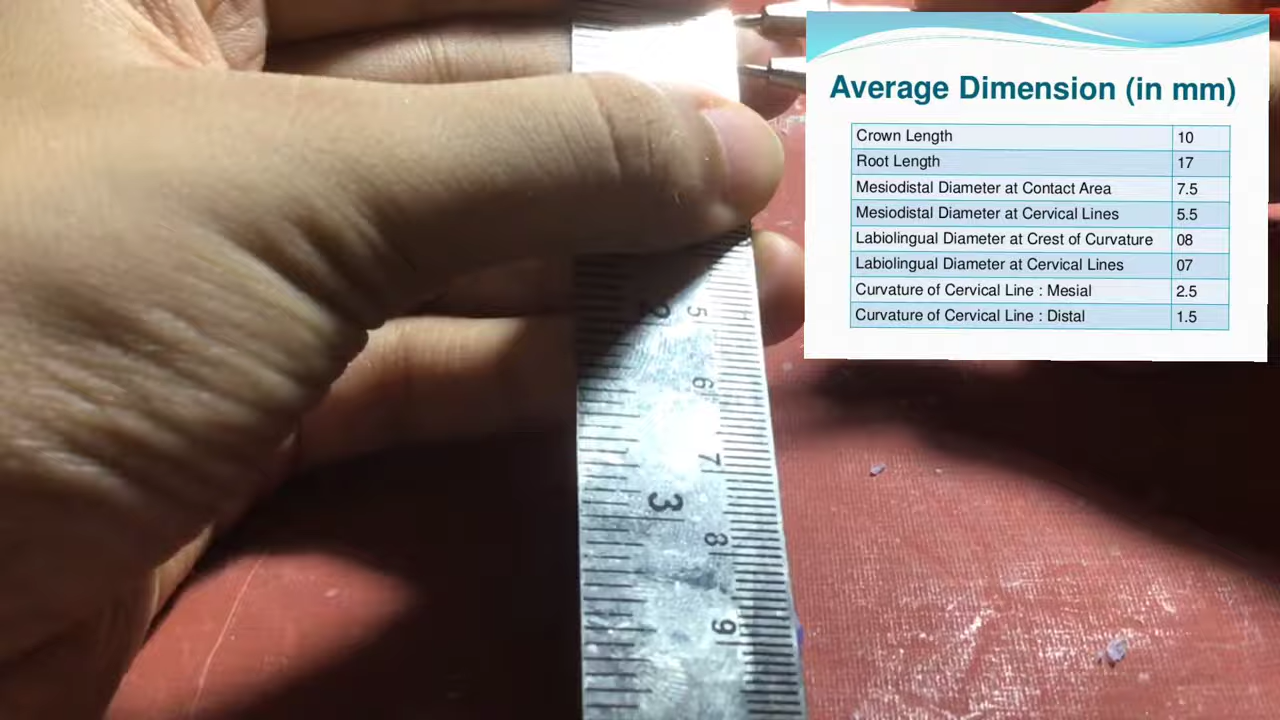 Average Dimension (in mm)
Crown Length 10
Root Length 17
Mesiodistal Diameter at Contact Area 7.5
Mesiodistal Diameter at Cervical Lines 5.5
Labiolingual Diameter at Crest of Curvature 08
Labiolingual Diameter at Cervical Lines 07
Curvature of Cervical Line : Mesial 2.5
Curvature of Cervical Line : Distal 1.5
2 5
6
7
3
8
9